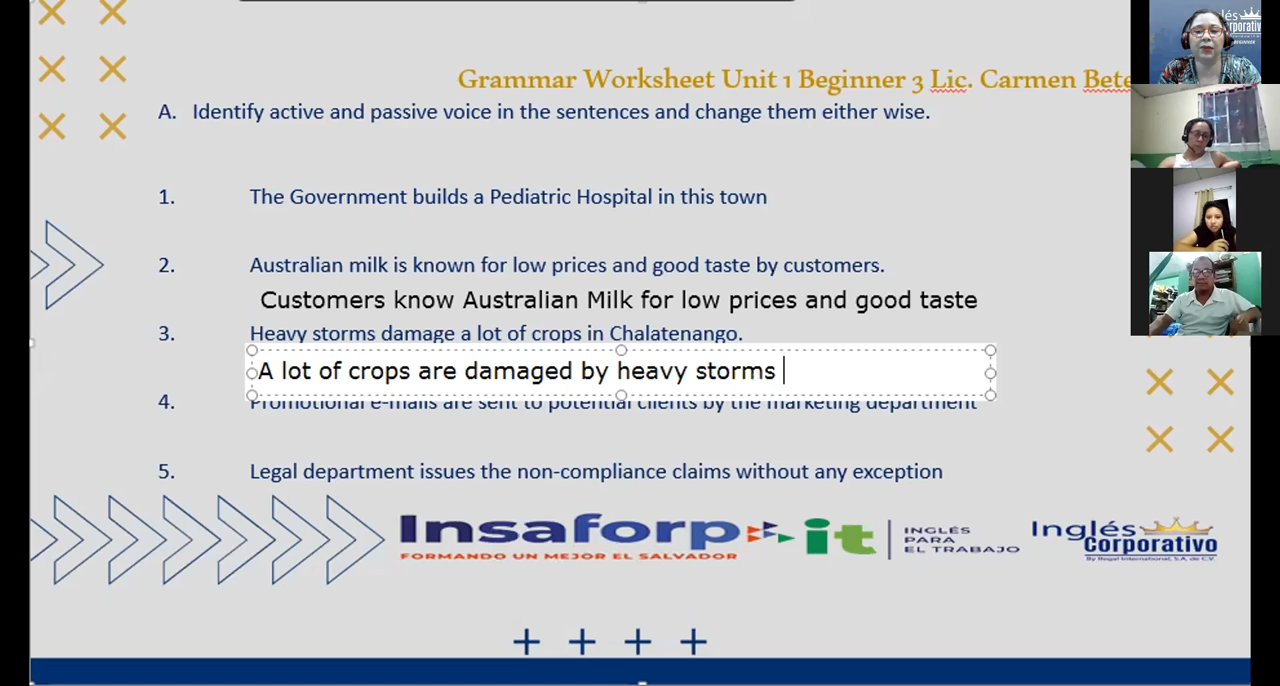 Grammar Worksheet Unit 1 Beginner 3 Lic. Carmen Bete
A. Identify active and passive voice in the sentences and change them either wise.
1. The Government builds a Pediatric Hospital in this town
2. Australian milk is known for low prices and good taste by customers.
Customers know Australian Milk for low prices and good taste
3. Heavy storms damage a lot of crops in Chalatenango.
A lot of crops are damaged by heavy storms
4. Promotional e-mails are sent to potential clients by the marketing department
5. Legal department issues the non-compliance claims without any exception
Insaforp
FORMANDO UN MEJOR EL SALVADOR
it
INGLÉS
PARA
EL TRABAJO
Inglés
Corporativo
By Regal International, S.A. de C.V.
lés
rporativo
BEGINNER